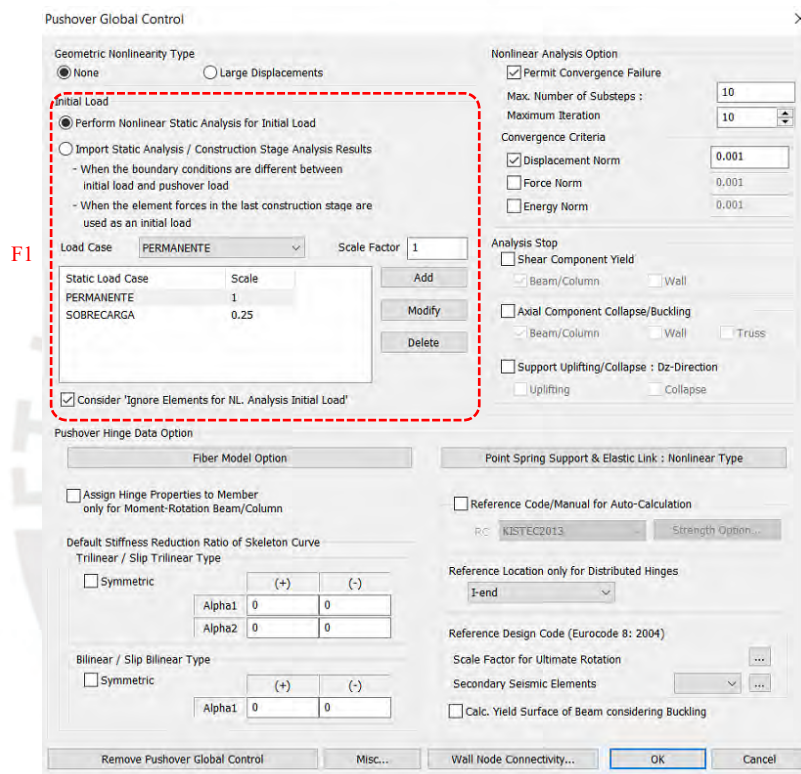 Pushover Global Control
Geometric Nonlinearity Type
None
Large Displacements
Initial Load
Perform Nonlinear Static Analysis for Initial Load
Import Static Analysis / Construction Stage Analysis Results
- When the boundary conditions are different between
initial load and pushover load
- When the element forces in the last construction stage are
used as an initial load
Load Case PERMANENTE Scale Factor 1
F1
Static Load Case Scale
PERMANENTE 1
SOBRECARGA 0.25
Add
Modify
Delete
Consider 'Ignore Elements for NL. Analysis Initial Load'
Nonlinear Analysis Option
Permit Convergence Failure
Max. Number of Substeps : 10
Maximum Iteration 10
Convergence Criteria
Displacement Norm 0.001
Force Norm 0.001
Energy Norm 0.001
Analysis Stop
Shear Component Yield
Beam/Column Wall
Axial Component Collapse/Buckling
Beam/Column Wall Truss
Support Uplifting/Collapse : Dz-Direction
Uplifting Collapse
Pushover Hinge Data Option
Fiber Model Option
Point Spring Support & Elastic Link : Nonlinear Type
Assign Hinge Properties to Member
only for Moment-Rotation Beam/Column
Default Stiffness Reduction Ratio of Skeleton Curve
Trilinear / Slip Trilinear Type
Symmetric (+) (-)
Alpha1 0 0
Alpha2 0 0
Bilinear / Slip Bilinear Type
Symmetric (+) (-)
Alpha1 0 0
Reference Code/Manual for Auto-Calculation
RC KISTEC2013 Strength Option...
Reference Location only for Distributed Hinges
I-end
Reference Design Code (Eurocode 8: 2004)
Scale Factor for Ultimate Rotation ...
Secondary Seismic Elements ...
Calc. Yield Surface of Beam considering Buckling
Remove Pushover Global Control Misc... Wall Node Connectivity... OK Cancel